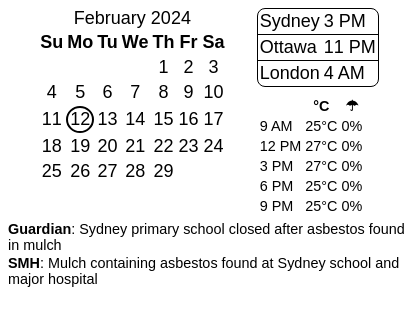 February 2024
Su Mo Tu We Th Fr Sa
1 2 3
4 5 6 7 8 9 10
11 12 13 14 15 16 17
18 19 20 21 22 23 24
25 26 27 28 29
Sydney 3 PM
Ottawa 11 PM
London 4 AM
°C ☂
9 AM 25°C 0%
12 PM 27°C 0%
3 PM 27°C 0%
6 PM 25°C 0%
9 PM 25°C 0%
Guardian: Sydney primary school closed after asbestos found
in mulch
SMH: Mulch containing asbestos found at Sydney school and
major hospital